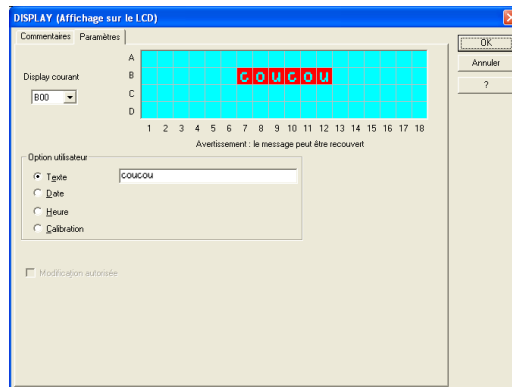 DISPLAY (Affichage sur le LCD)
Commentaires Paramètres
OK
Annuler
?
Display courant
B00
A
B coucou
C
D
1 2 3 4 5 6 7 8 9 10 11 12 13 14 15 16 17 18
Avertissement : le message peut être recouvert
Option utilisateur
Texte coucou
Date
Heure
Calibration
Modification autorisée